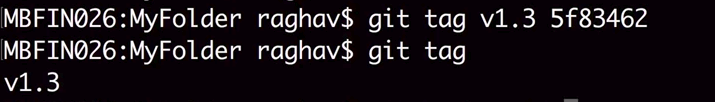 MBFIN026:MyFolder raghav$ git tag v1.3 5f83462
MBFIN026:MyFolder raghav$ git tag
v1.3